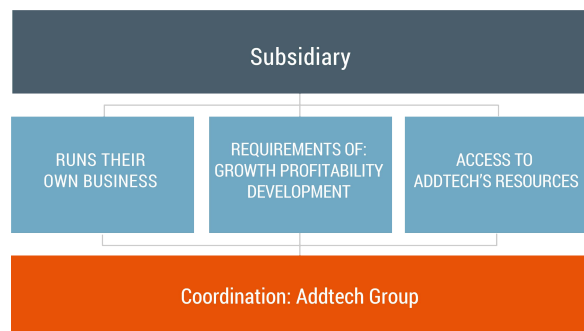 Subsidiary
RUNS THEIR
OWN BUSINESS
REQUIREMENTS OF:
GROWTH PROFITABILITY
DEVELOPMENT
ACCESS TO
ADDTECH'S RESOURCES
Coordination: Addtech Group